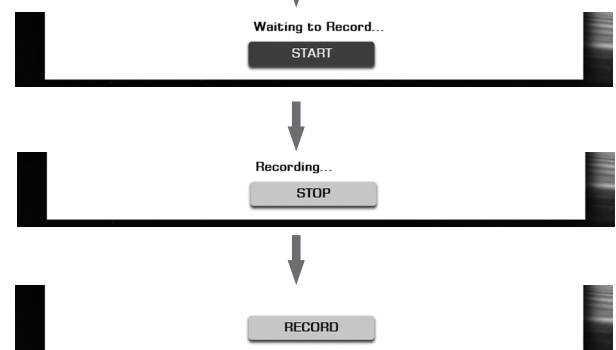 Waiting to Record...
START
Recording...
STOP
RECORD